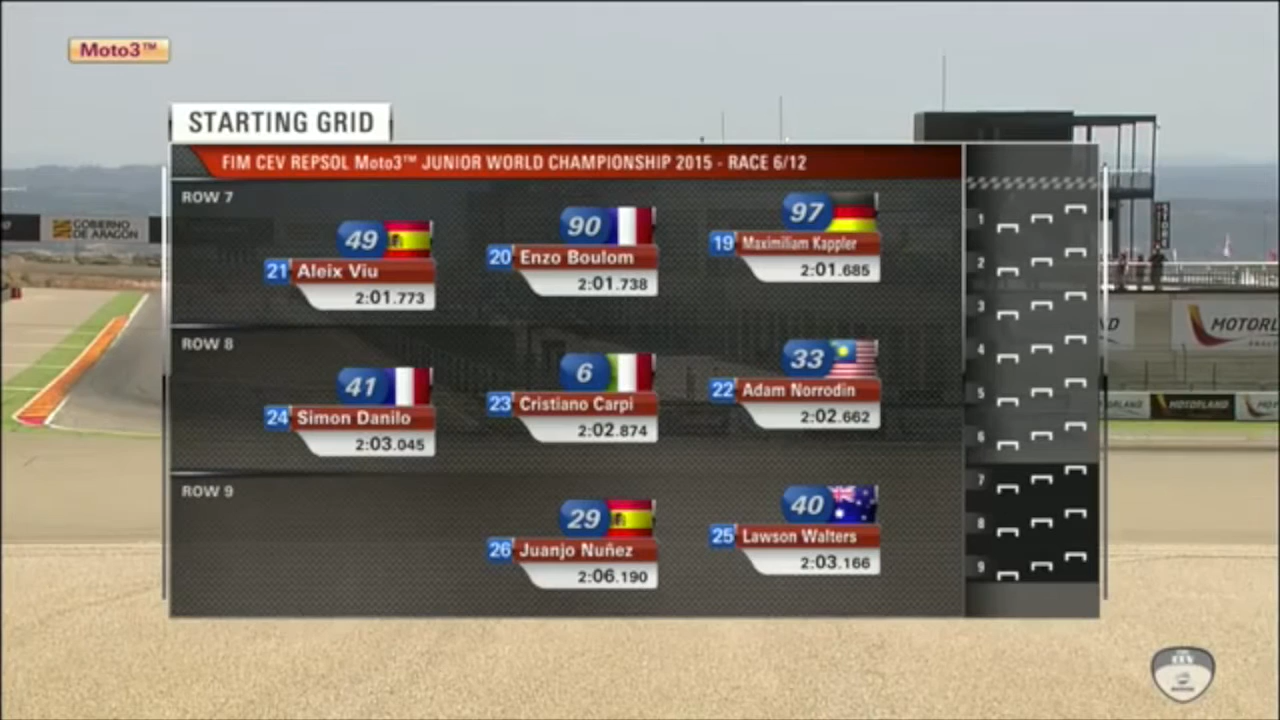 Moto3™
STARTING GRID
FIM CEV REPSOL Moto3™ JUNIOR WORLD CHAMPIONSHIP 2015 - RACE 6/12
ROW 7
97
19 Maximiliam Kappler
2:01.685
90
20 Enzo Boulom
2:01.738
49
21 Aleix Viu
2:01.773
ROW 8
33
22 Adam Norrodin
2:02.662
6
23 Cristiano Carpi
2:02.874
41
24 Simon Danilo
2:03.045
ROW 9
40
25 Lawson Walters
2:03.166
29
26 Juanjo Nuñez
2:06.190
1
2
3
4
5
6
7
8
9
GOBIERNO
DE ARAGON
MOTORLAND